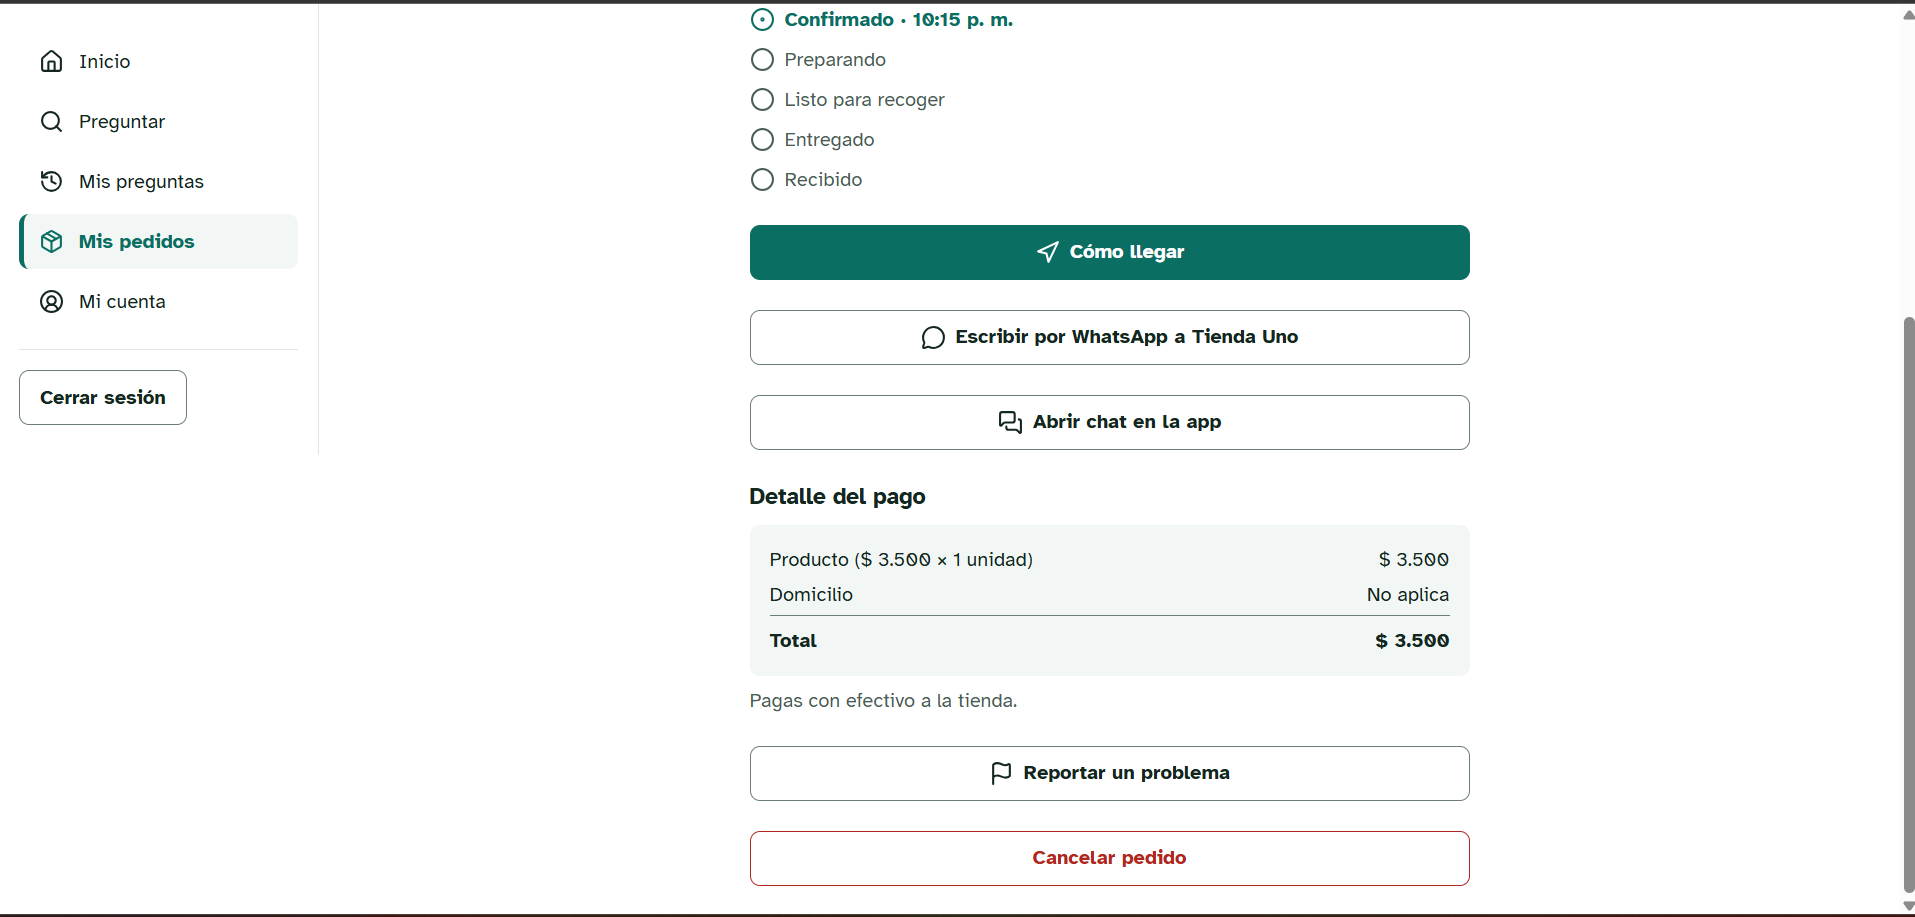 Inicio
Preguntar
Mis preguntas
Mis pedidos
Mi cuenta
Cerrar sesión
Confirmado · 10:15 p. m.
Preparando
Listo para recoger
Entregado
Recibido
Cómo llegar
Escribir por WhatsApp a Tienda Uno
Abrir chat en la app
Detalle del pago
Producto ($ 3.500 × 1 unidad) $ 3.500
Domicilio No aplica
Total $ 3.500
Pagas con efectivo a la tienda.
Reportar un problema
Cancelar pedido